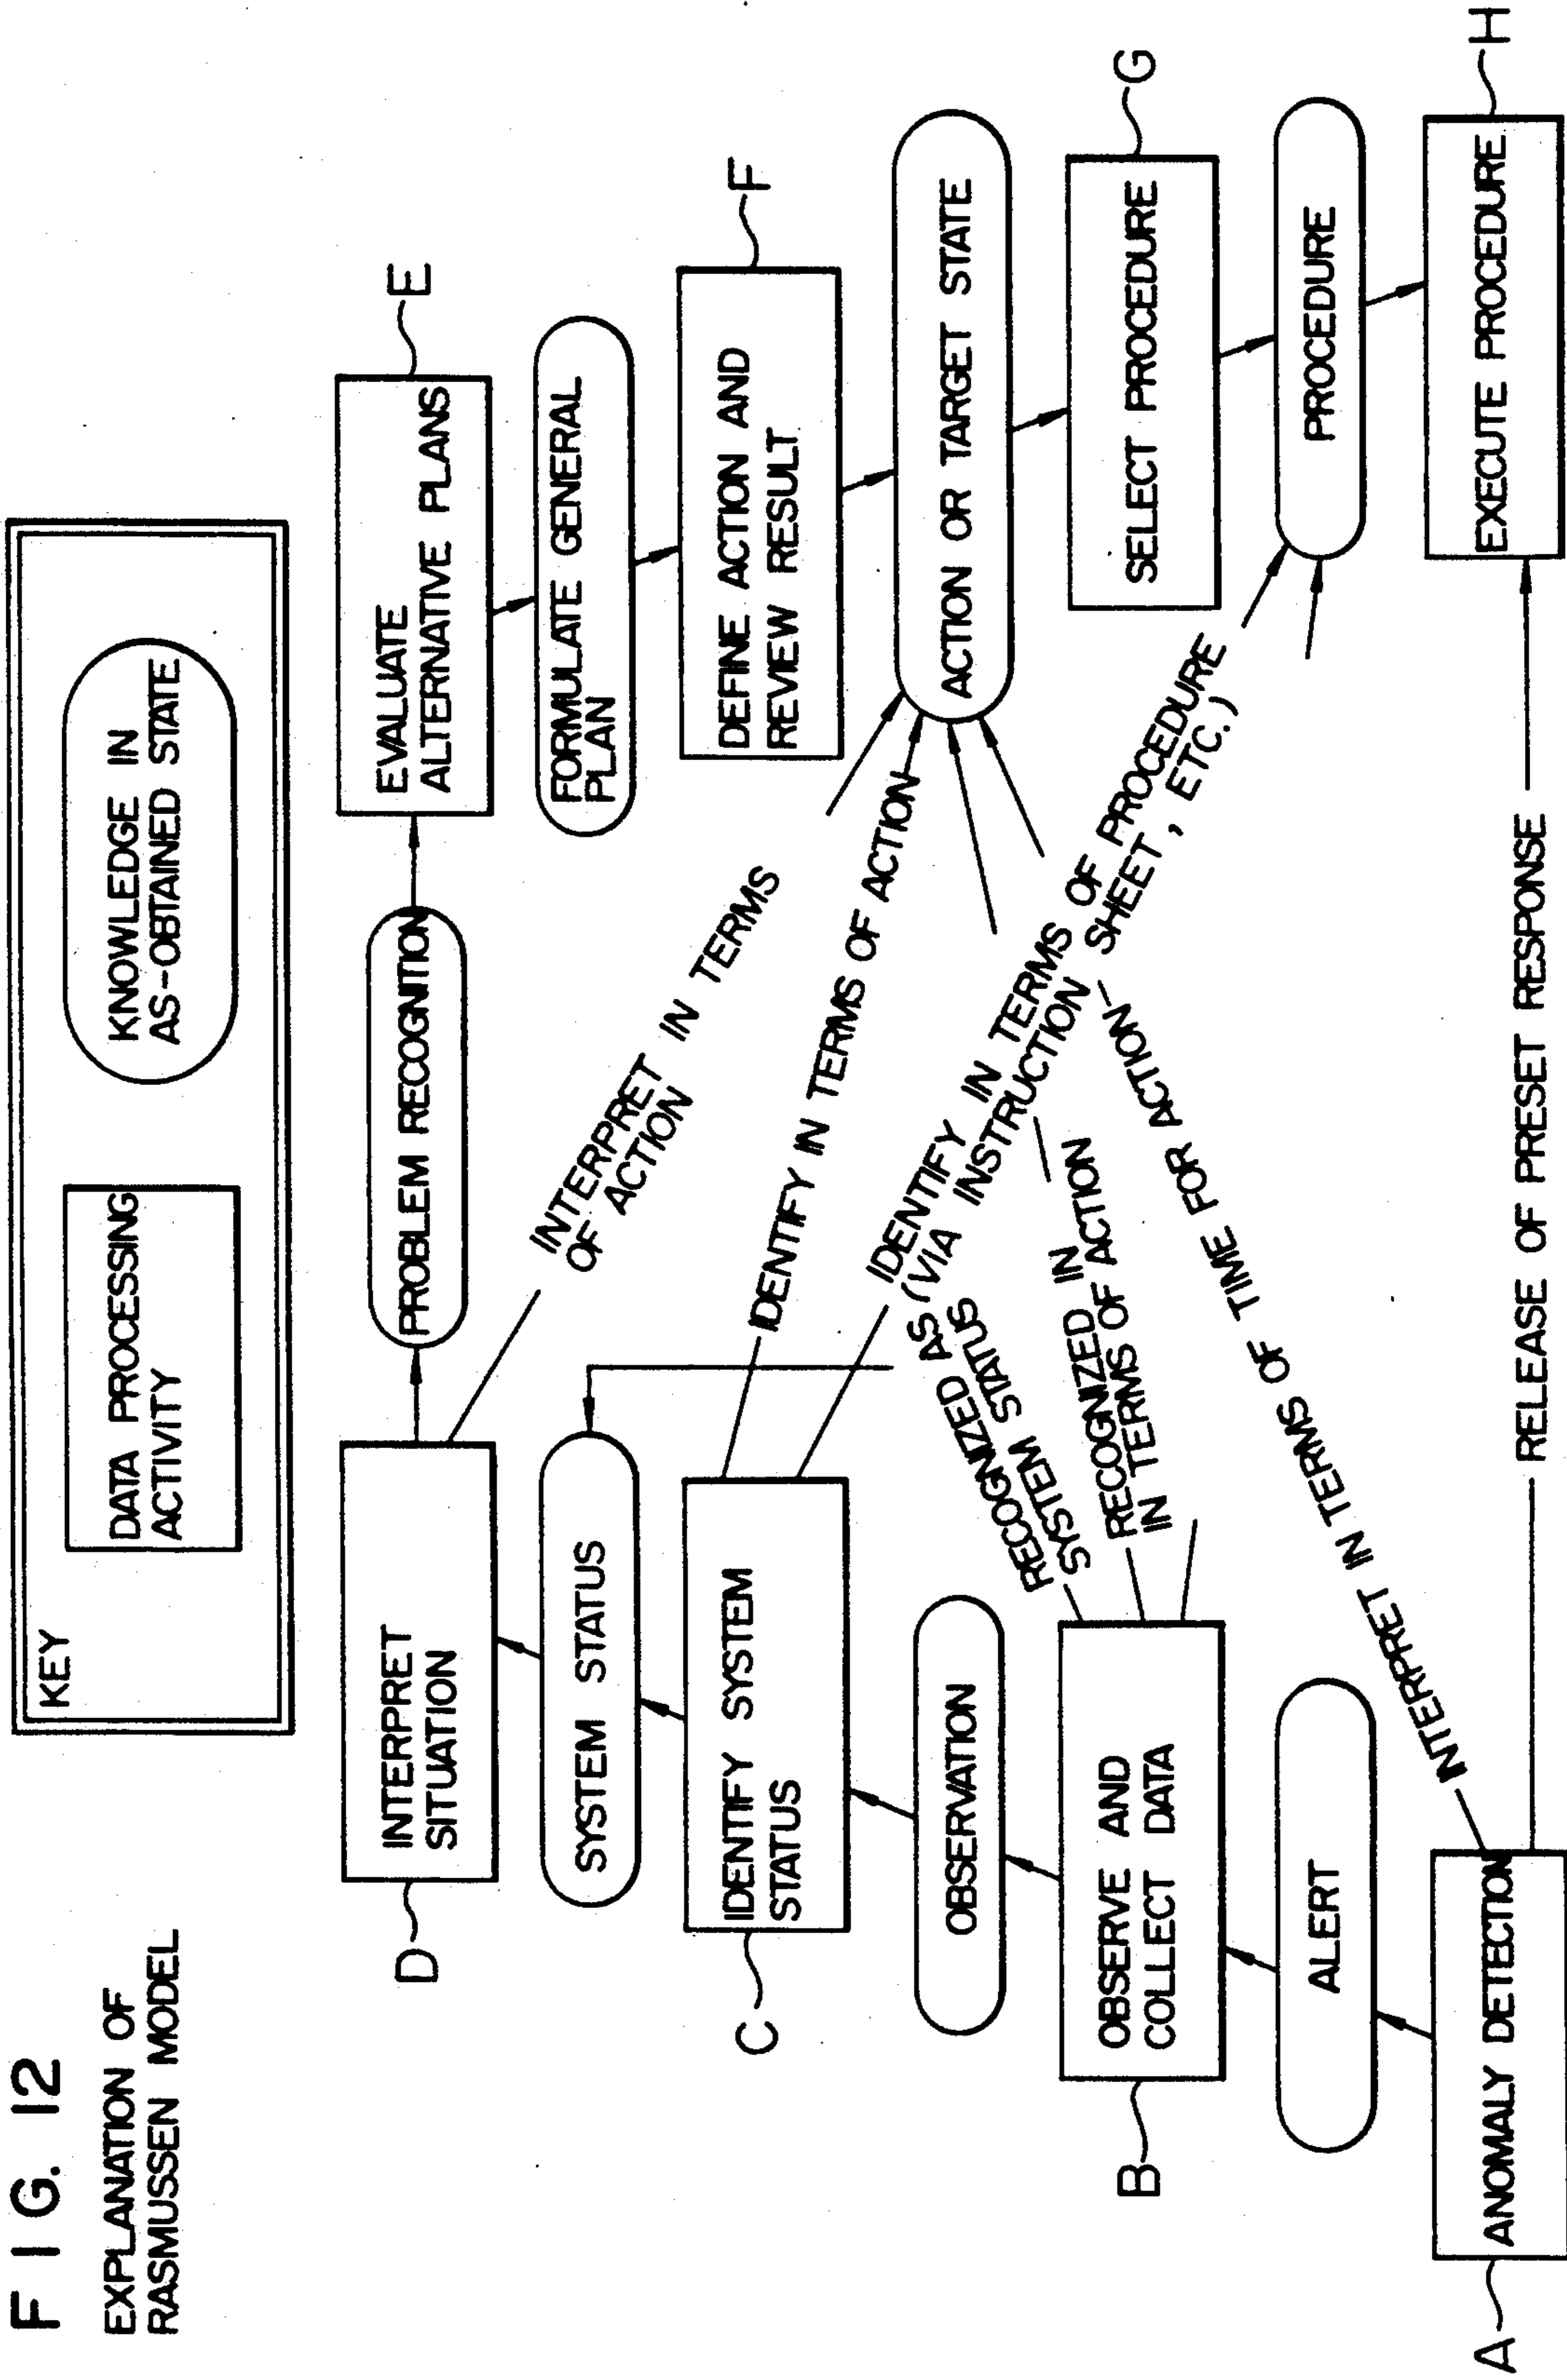 FIG. 12
EXPLANATION OF
RASMUSSEN MODEL
KEY
DATA PROCESSING
ACTIVITY
KNOWLEDGE IN
AS-OBTAINED STATE
D
INTERPRET
SITUATION
PROBLEM RECOGNITION
EVALUATE
ALTERNATIVE PLANS
E
SYSTEM STATUS
INTERPRET IN TERMS
OF ACTION
FORMULATE GENERAL
PLAN
C
IDENTIFY SYSTEM
STATUS
IDENTIFY IN TERMS OF ACTION
DEFINE ACTION AND
REVIEW RESULT
F
OBSERVATION
IDENTIFY IN TERMS OF PROCEDURE
(VIA INSTRUCTION SHEET, ETC.)
ACTION OR TARGET STATE
RECOGNIZED AS
SYSTEM STATUS
SYSTEM STATUS
B
OBSERVE AND
COLLECT DATA
RECOGNIZED IN
IN TERMS OF ACTION
SELECT PROCEDURE
G
ALERT
INTERPRET IN TERMS OF TIME FOR ACTION
PROCEDURE
A
ANOMALY DETECTION
RELEASE OF PRESET RESPONSE
EXECUTE PROCEDURE
H